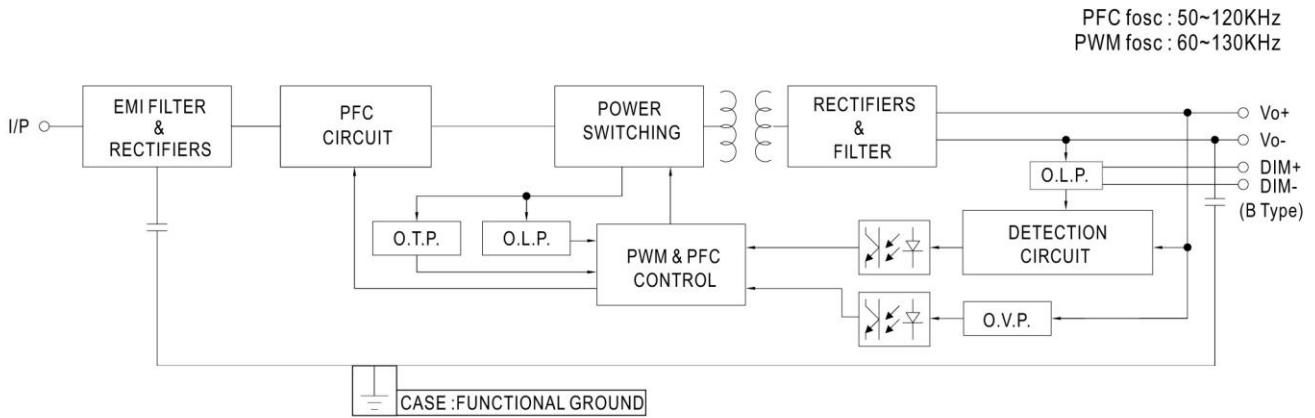 PFC fosc : 50~120KHz
PWM fosc : 60~130KHz
I/P
EMI FILTER
&
RECTIFIERS
PFC
CIRCUIT
POWER
SWITCHING
RECTIFIERS
&
FILTER
Vo+
Vo-
DIM+
DIM-
(B Type)
O.L.P.
O.T.P.
O.L.P.
PWM & PFC
CONTROL
DETECTION
CIRCUIT
O.V.P.
CASE :FUNCTIONAL GROUND